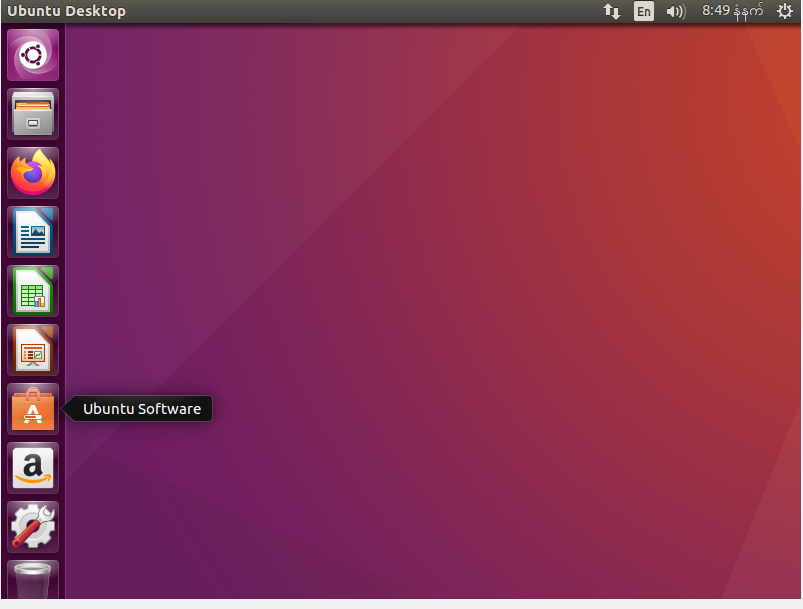 Ubuntu Desktop
En
8:49 နံနက်
Ubuntu Software